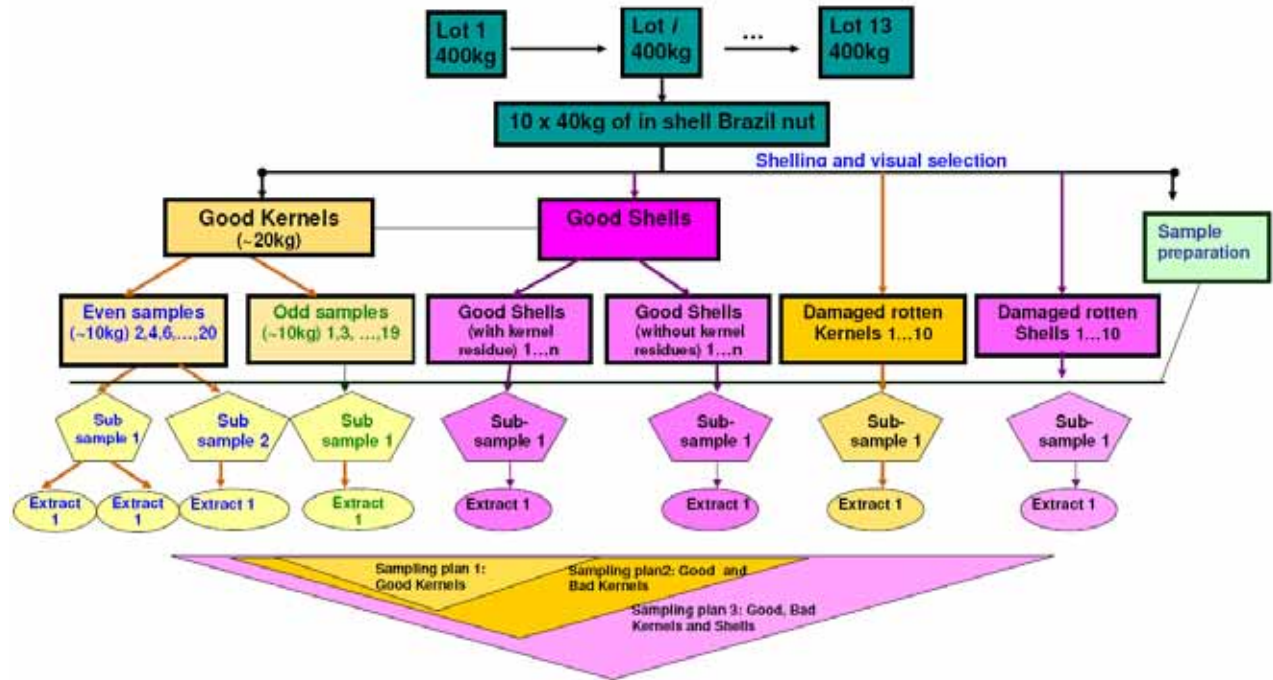 Lot 1
400kg
Lot i
400kg
...
Lot 13
400kg
10 x 40kg of in shell Brazil nut
Shelling and visual selection
Good Kernels
(~20kg)
Good Shells
Sample
preparation
Even samples
(~10kg) 2,4,6,...,20
Odd samples
(~10kg) 1,3, ...,19
Good Shells
(with kernel
residue) 1...n
Good Shells
(without kernel
residues) 1...n
Damaged rotten
Kernels 1...10
Damaged rotten
Shells 1...10
Sub
sample 1
Sub
sample 2
Sub
sample 1
Sub-
sample 1
Sub-
sample 1
Sub-
sample 1
Sub-
sample 1
Extract
1
Extract
1
Extract 1
Extract
1
Extract 1
Extract 1
Extract 1
Extract 1
Sampling plan 1:
Good Kernels
Sampling plan2: Good and
Bad Kernels
Sampling plan 3: Good, Bad
Kernels and Shells